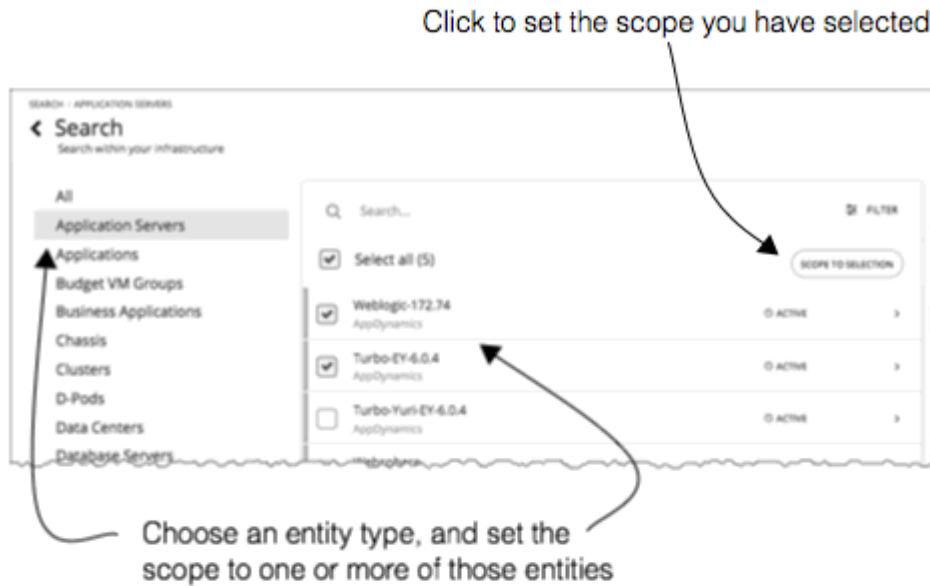 Click to set the scope you have selected
SEARCH / APPLICATION SERVERS
Search
Search within your infrastructure
All
Application Servers
Applications
Budget VM Groups
Business Applications
Chassis
Clusters
D-Pods
Data Centers
Database Servers
Search...
FILTER
Select all (5)
SCOPE TO SELECTION
Weblogic-172.74
AppDynamics
ACTIVE
Turbo-EY-6.0.4
AppDynamics
ACTIVE
Turbo-Yuri-EY-6.0.4
AppDynamics
ACTIVE
Choose an entity type, and set the
scope to one or more of those entities